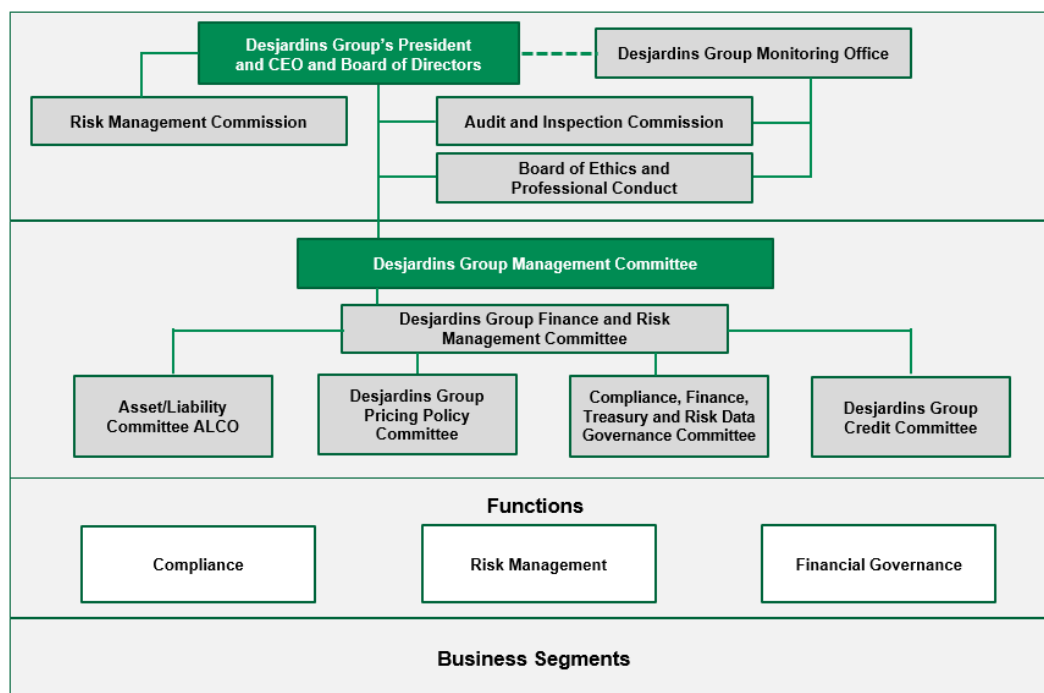 Desjardins Group's President
and CEO and Board of Directors
Desjardins Group Monitoring Office
Risk Management Commission
Audit and Inspection Commission
Board of Ethics and
Professional Conduct
Desjardins Group Management Committee
Desjardins Group Finance and Risk
Management Committee
Asset/Liability
Committee ALCO
Desjardins Group
Pricing Policy
Committee
Compliance, Finance,
Treasury and Risk Data
Governance Committee
Desjardins Group
Credit Committee
Functions
Compliance
Risk Management
Financial Governance
Business Segments